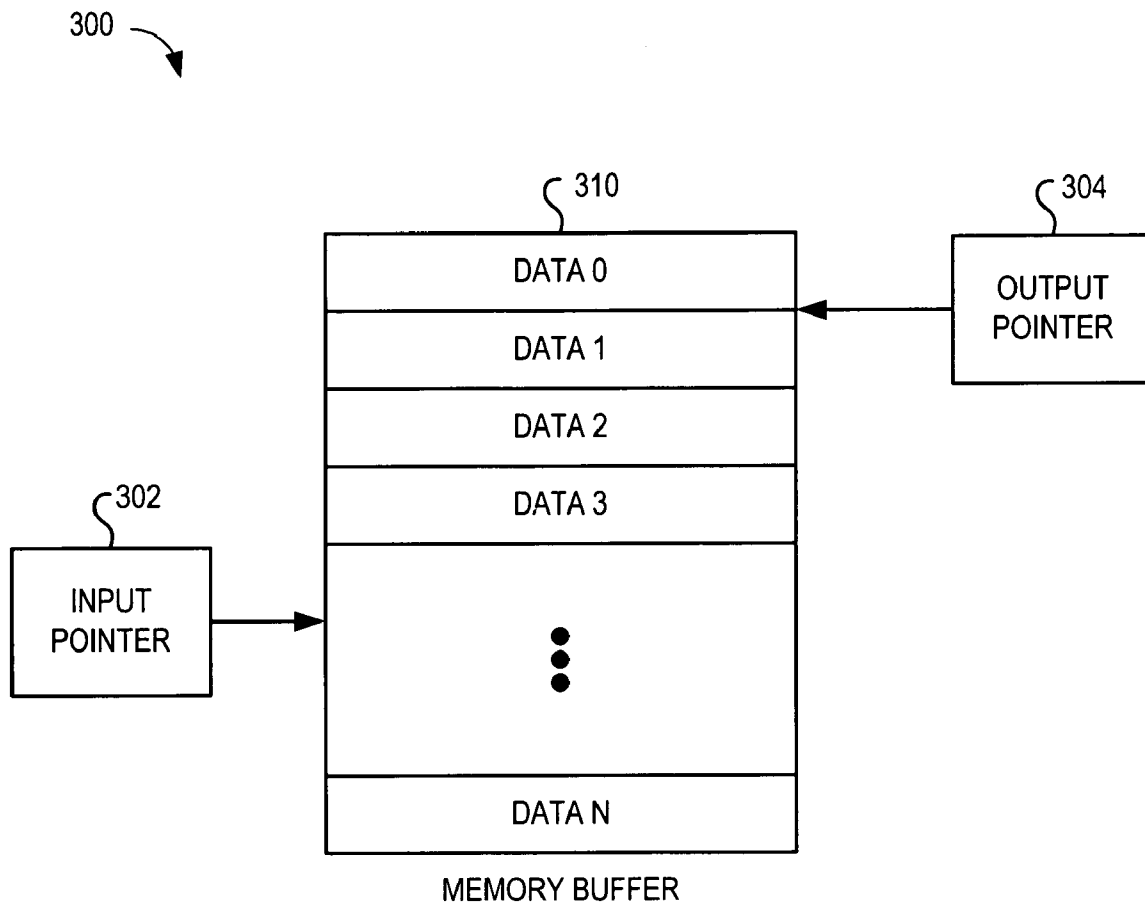 300
310
304
DATA 0
OUTPUT
POINTER
DATA 1
DATA 2
302
DATA 3
INPUT
POINTER
DATA N
MEMORY BUFFER